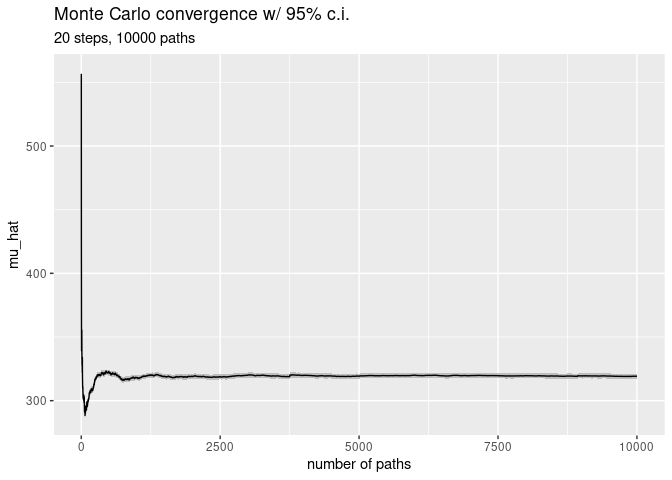 Monte Carlo convergence w/ 95% c.i.
20 steps, 10000 paths
mu_hat
500
400
300
0 2500 5000 7500 10000
number of paths